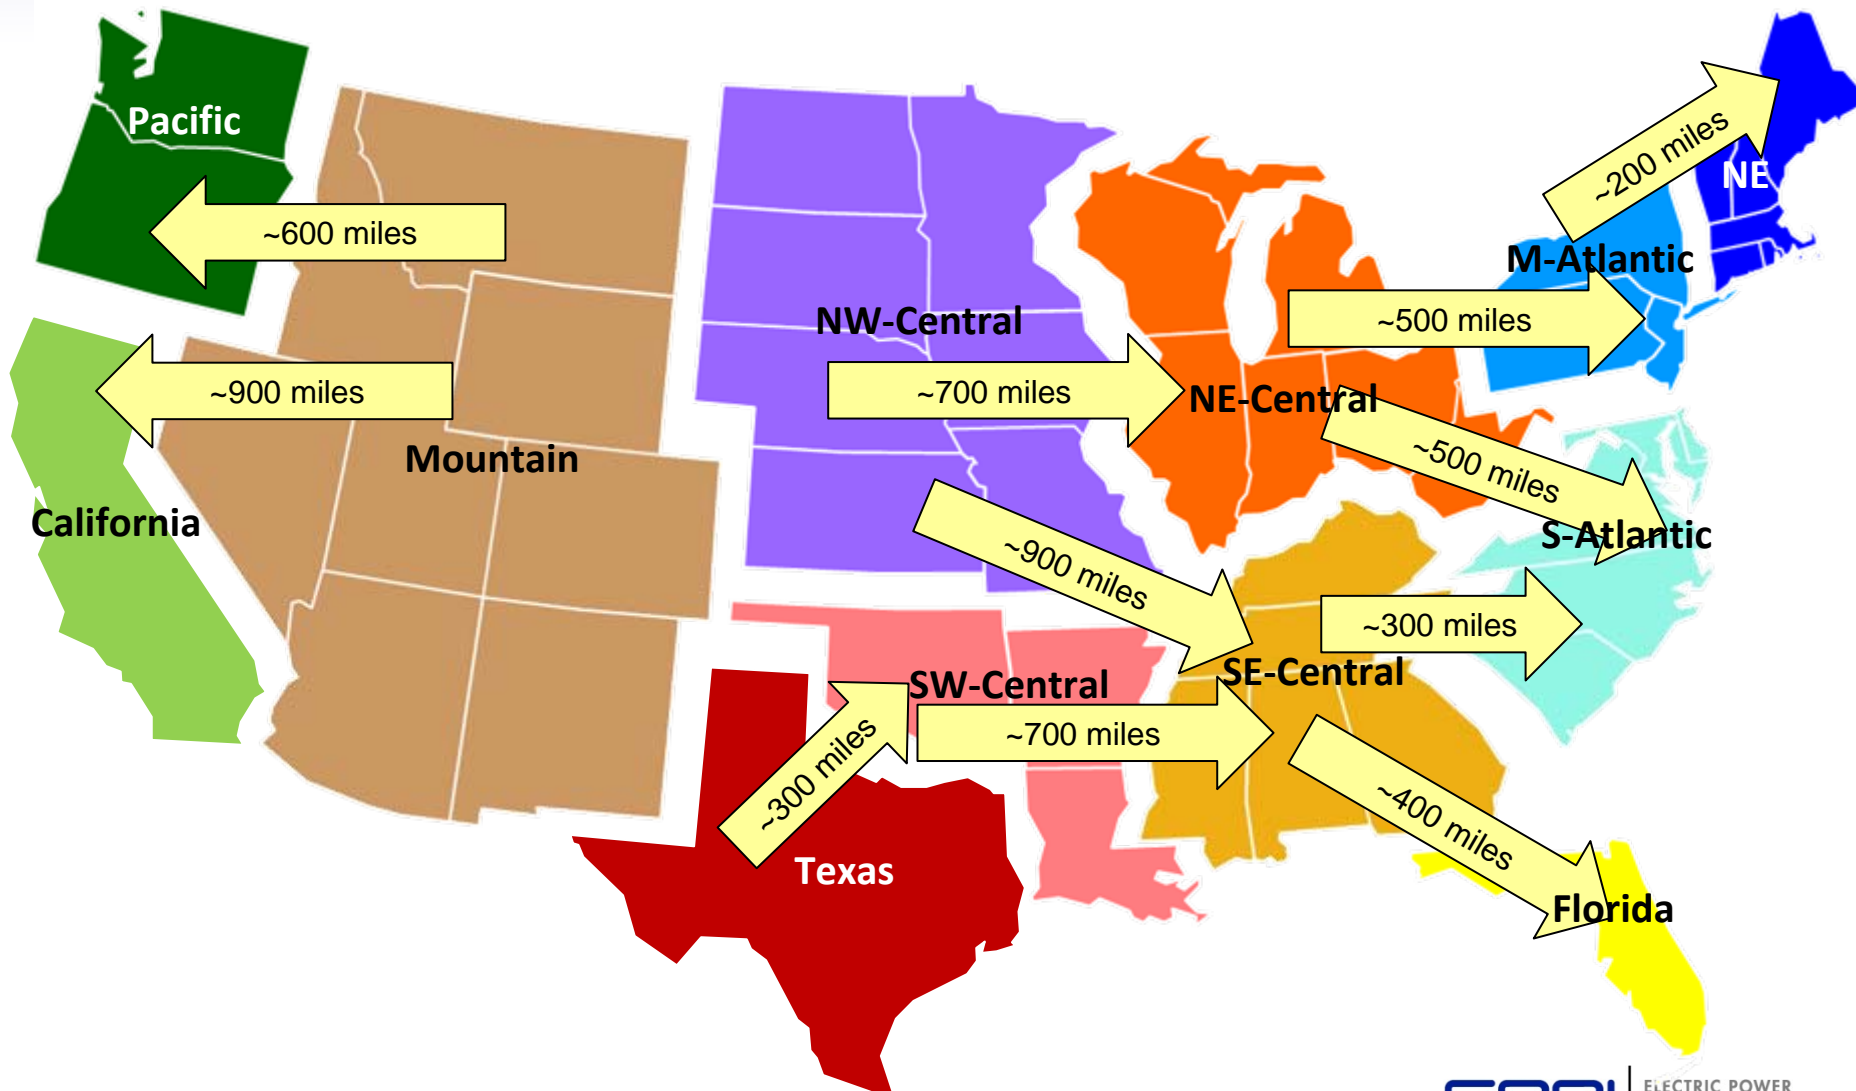 Pacific
~200 miles
NE
~600 miles
M-Atlantic
NW-Central
~500 miles
~900 miles
~700 miles
NE-Central
Mountain
~500 miles
California
S-Atlantic
~900 miles
~300 miles
SW-Central
SE-Central
~700 miles
~300 miles
~400 miles
Texas
Florida
ELECTRIC POWER